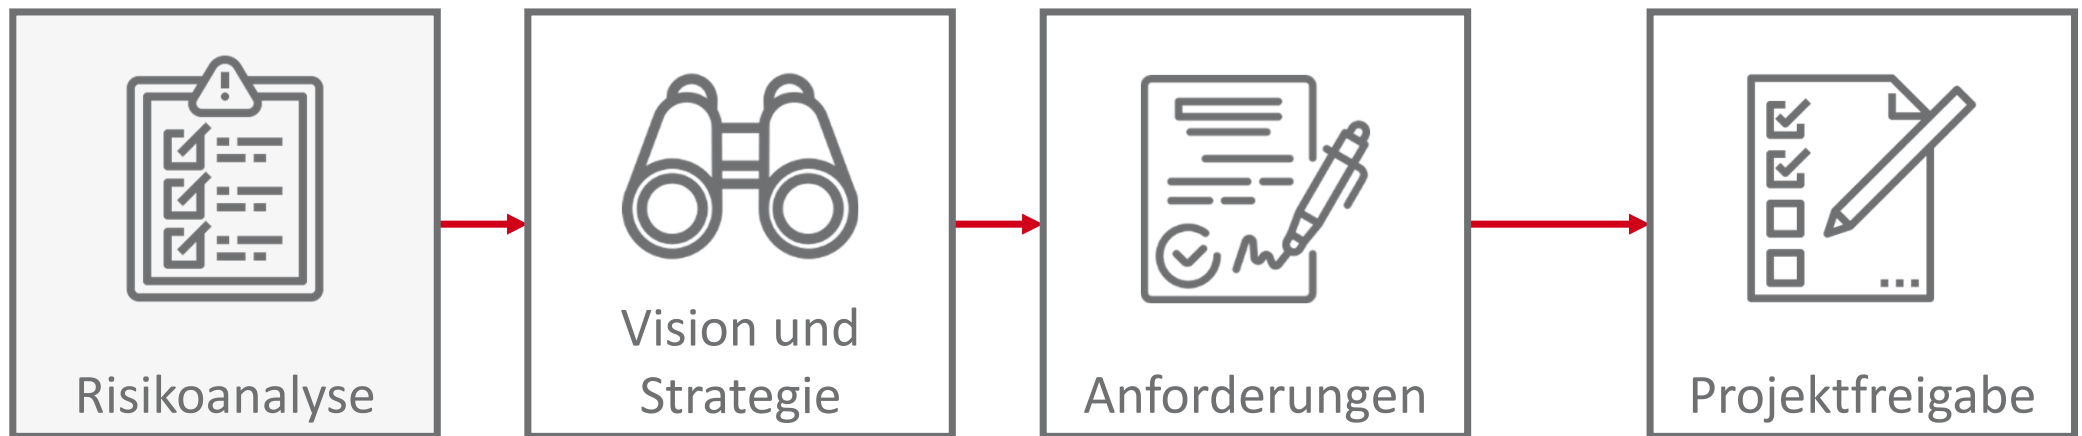 Risikoanalyse
Vision und
Strategie
Anforderungen
Projektfreigabe